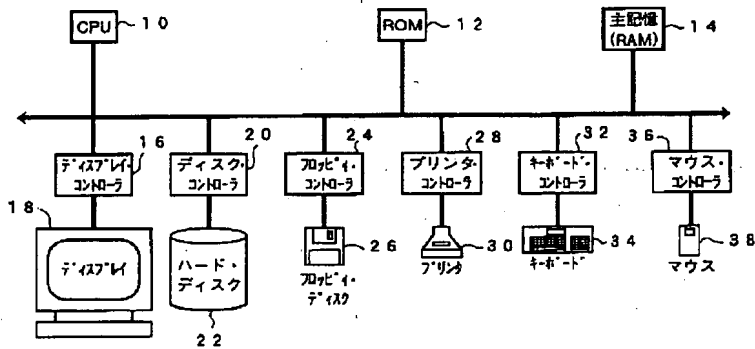 CPU
10
ROM
12
主記憶
(RAM)
14
16
ディスプレイ・
コントローラ
20
ディスク・
コントローラ
24
フロッピィ・
コントローラ
28
プリンタ・
コントローラ
32
キーボード・
コントローラ
36
マウス・
コントローラ
18
ディスプレイ
ハード・
ディスク
22
26
フロッピィ・
ディスク
30
プリンタ
34
キーボード
38
マウス